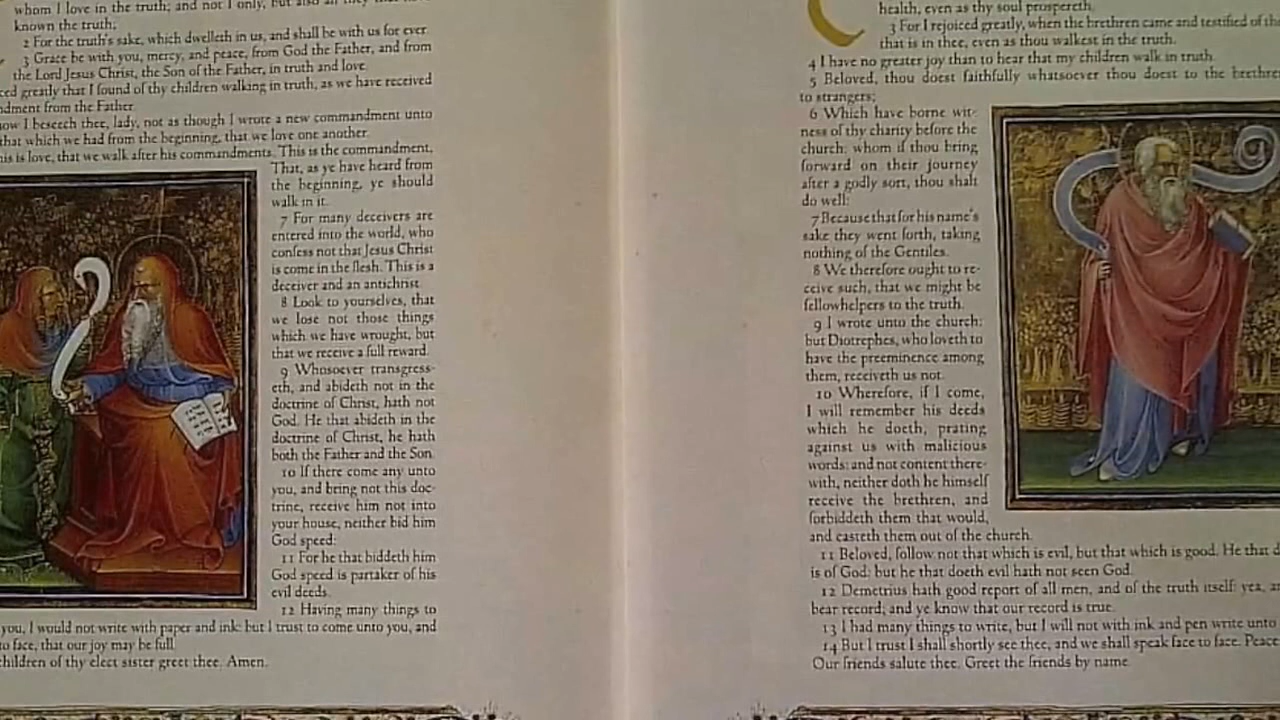 whom I love in the truth; and not I only, but also all they that have
known the truth;
2 For the truth's sake, which dwelleth in us, and shall be with us for ever.
3 Grace be with you, mercy, and peace, from God the Father, and from
the Lord Jesus Christ, the Son of the Father, in truth and love.
ced greatly that I found of thy children walking in truth, as we have received
ndment from the Father.
ow I beseech thee, lady, not as though I wrote a new commandment unto
that which we had from the beginning, that we love one another.
his is love, that we walk after his commandments. This is the commandment,
That, as ye have heard from
the beginning, ye should
walk in it.
7 For many deceivers are
entered into the world, who
confess not that Jesus Christ
is come in the flesh. This is a
deceiver and an antichrist.
8 Look to yourselves, that
we lose not those things
which we have wrought, but
that we receive a full reward.
9 Whosoever transgress-
eth, and abideth not in the
doctrine of Christ, hath not
God. He that abideth in the
doctrine of Christ, he hath
both the Father and the Son.
10 If there come any unto
you, and bring not this doc-
trine, receive him not into
your house, neither bid him
God speed:
11 For he that biddeth him
God speed is partaker of his
evil deeds.
12 Having many things to
you, I would not write with paper and ink: but I trust to come unto you, and
to face, that our joy may be full.
children of thy elect sister greet thee. Amen.
health, even as thy soul prospereth.
3 For I rejoiced greatly, when the brethren came and testified of the
that is in thee, even as thou walkest in the truth.
4 I have no greater joy than to hear that my children walk in truth.
5 Beloved, thou doest faithfully whatsoever thou doest to the brethren
to strangers;
6 Which have borne wit-
ness of thy charity before the
church: whom if thou bring
forward on their journey
after a godly sort, thou shalt
do well:
7 Because that for his name's
sake they went forth, taking
nothing of the Gentiles.
8 We therefore ought to re-
ceive such, that we might be
fellowhelpers to the truth.
9 I wrote unto the church:
but Diotrephes, who loveth to
have the preeminence among
them, receiveth us not.
10 Wherefore, if I come,
I will remember his deeds
which he doeth, prating
against us with malicious
words: and not content there-
with, neither doth he himself
receive the brethren, and
forbiddeth them that would,
and casteth them out of the church.
11 Beloved, follow not that which is evil, but that which is good. He that d
is of God: but he that doeth evil hath not seen God.
12 Demetrius hath good report of all men, and of the truth itself: yea, an
bear record; and ye know that our record is true.
13 I had many things to write, but I will not with ink and pen write unto
14 But I trust I shall shortly see thee, and we shall speak face to face. Peace
Our friends salute thee. Greet the friends by name.